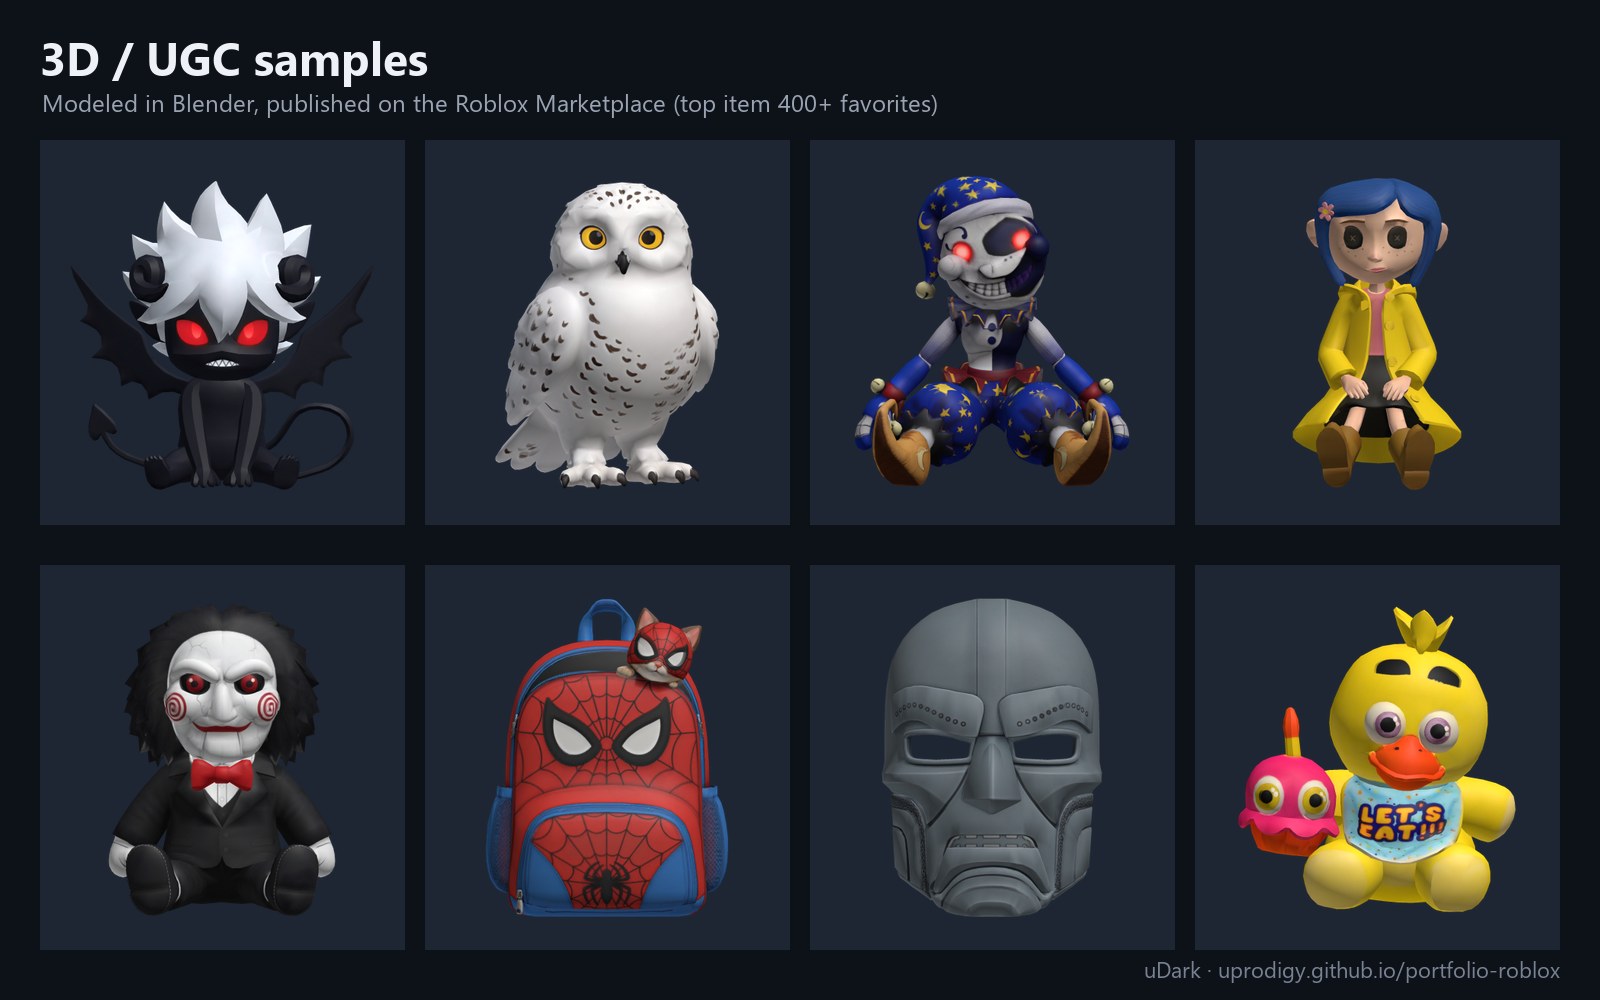 3D / UGC samples
Modeled in Blender, published on the Roblox Marketplace (top item 400+ favorites)
LET'S
EAT!!!
uDark · uprodigy.github.io/portfolio-roblox